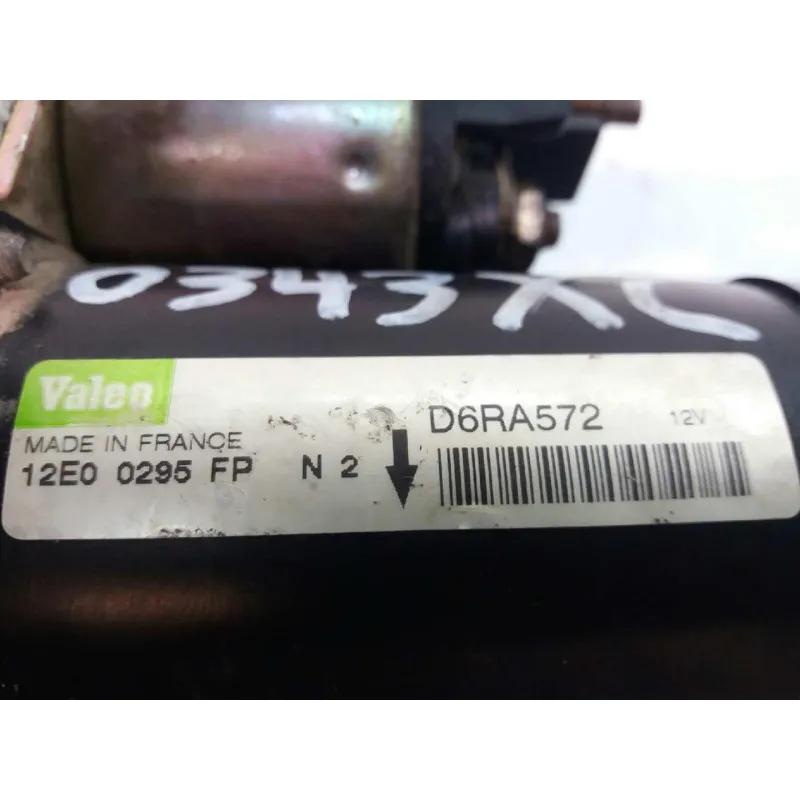 0343XC
Valeo
D6RA572 12V
MADE IN FRANCE
12E0 0295 FP N 2